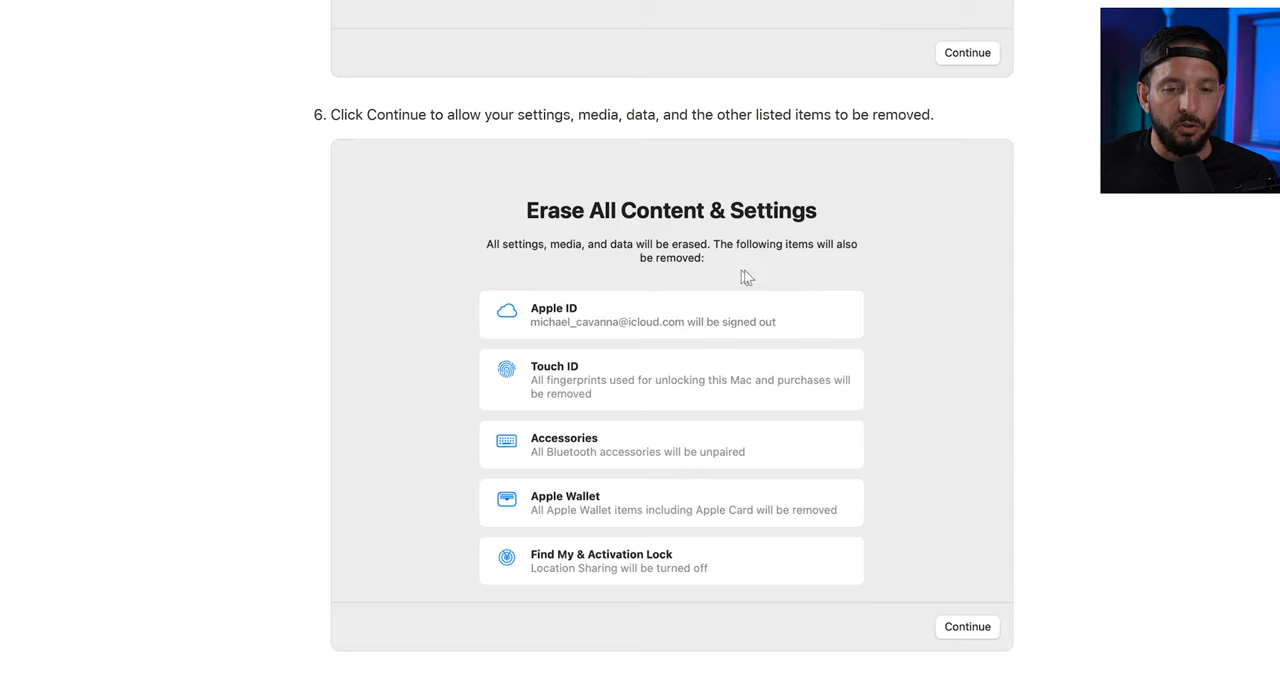 Continue
6. Click Continue to allow your settings, media, data, and the other listed items to be removed.
Erase All Content & Settings
All settings, media, and data will be erased. The following items will also
be removed:
Apple ID
michael_cavanna@icloud.com will be signed out
Touch ID
All fingerprints used for unlocking this Mac and purchases will
be removed
Accessories
All Bluetooth accessories will be unpaired
Apple Wallet
All Apple Wallet items including Apple Card will be removed
Find My & Activation Lock
Location Sharing will be turned off
Continue